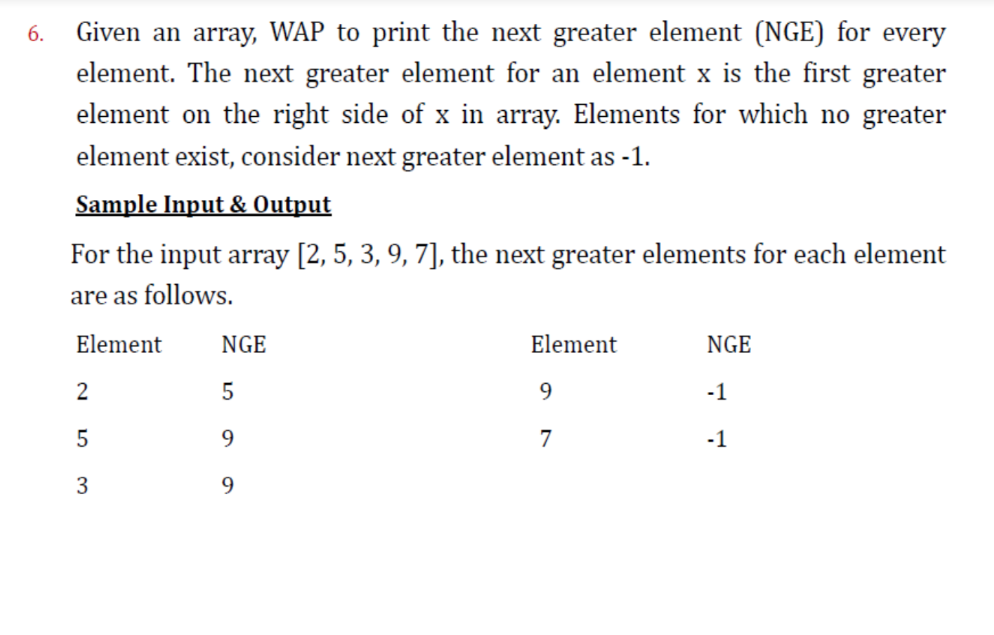 6. Given an array, WAP to print the next greater element (NGE) for every
element. The next greater element for an element x is the first greater
element on the right side of x in array. Elements for which no greater
element exist, consider next greater element as -1.
Sample Input & Output
For the input array [2, 5, 3, 9, 7], the next greater elements for each element
are as follows.
Element NGE Element NGE
2 5 9 -1
5 9 7 -1
3 9